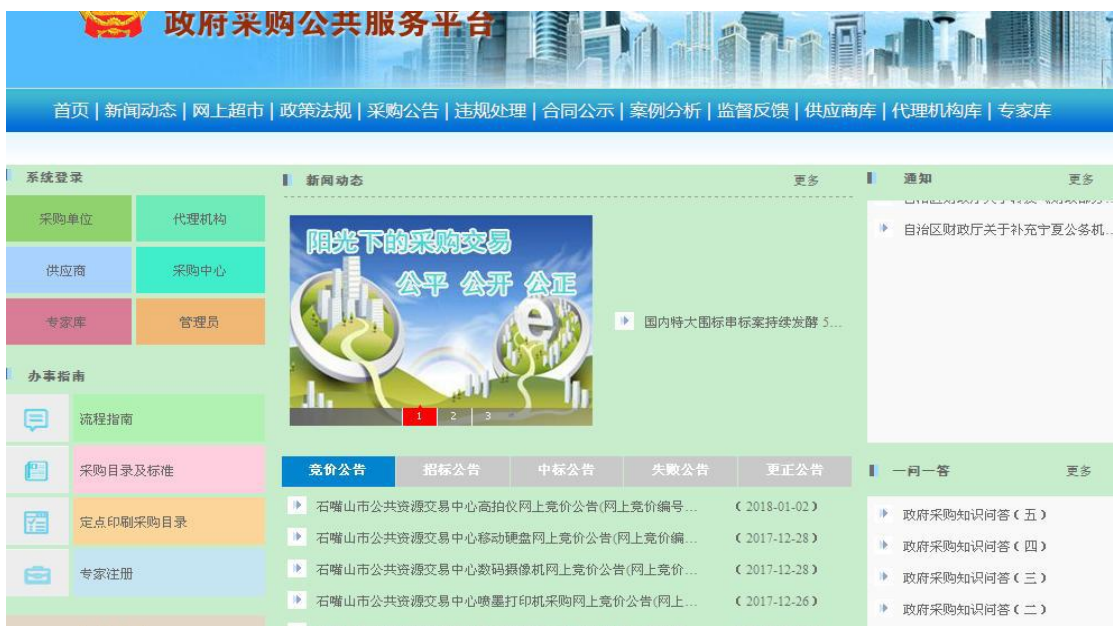 政府采购公共服务平台
首页 | 新闻动态 | 网上超市 | 政策法规 | 采购公告 | 违规处理 | 合同公示 | 案例分析 | 监督反馈 | 供应商库 | 代理机构库 | 专家库
系统登录
采购单位 代理机构
供应商 采购中心
专家库 管理员
办事指南
流程指南
采购目录及标准
定点印刷采购目录
专家注册
新闻动态 更多
阳光下的采购交易
公平 公开 公正
1 2 3
国内特大围标串标案持续发酵 5...
竞价公告 招标公告 中标公告 失败公告 更正公告
石嘴山市公共资源交易中心高拍仪网上竞价公告(网上竞价编号... (2018-01-02)
石嘴山市公共资源交易中心移动硬盘网上竞价公告(网上竞价编... (2017-12-28)
石嘴山市公共资源交易中心数码摄像机网上竞价公告(网上竞价... (2017-12-28)
石嘴山市公共资源交易中心喷墨打印机采购网上竞价公告(网上... (2017-12-26)
通知 更多
自治区财政厅关于补充宁夏公务机...
一问一答 更多
政府采购知识问答(五)
政府采购知识问答(四)
政府采购知识问答(三)
政府采购知识问答(二)